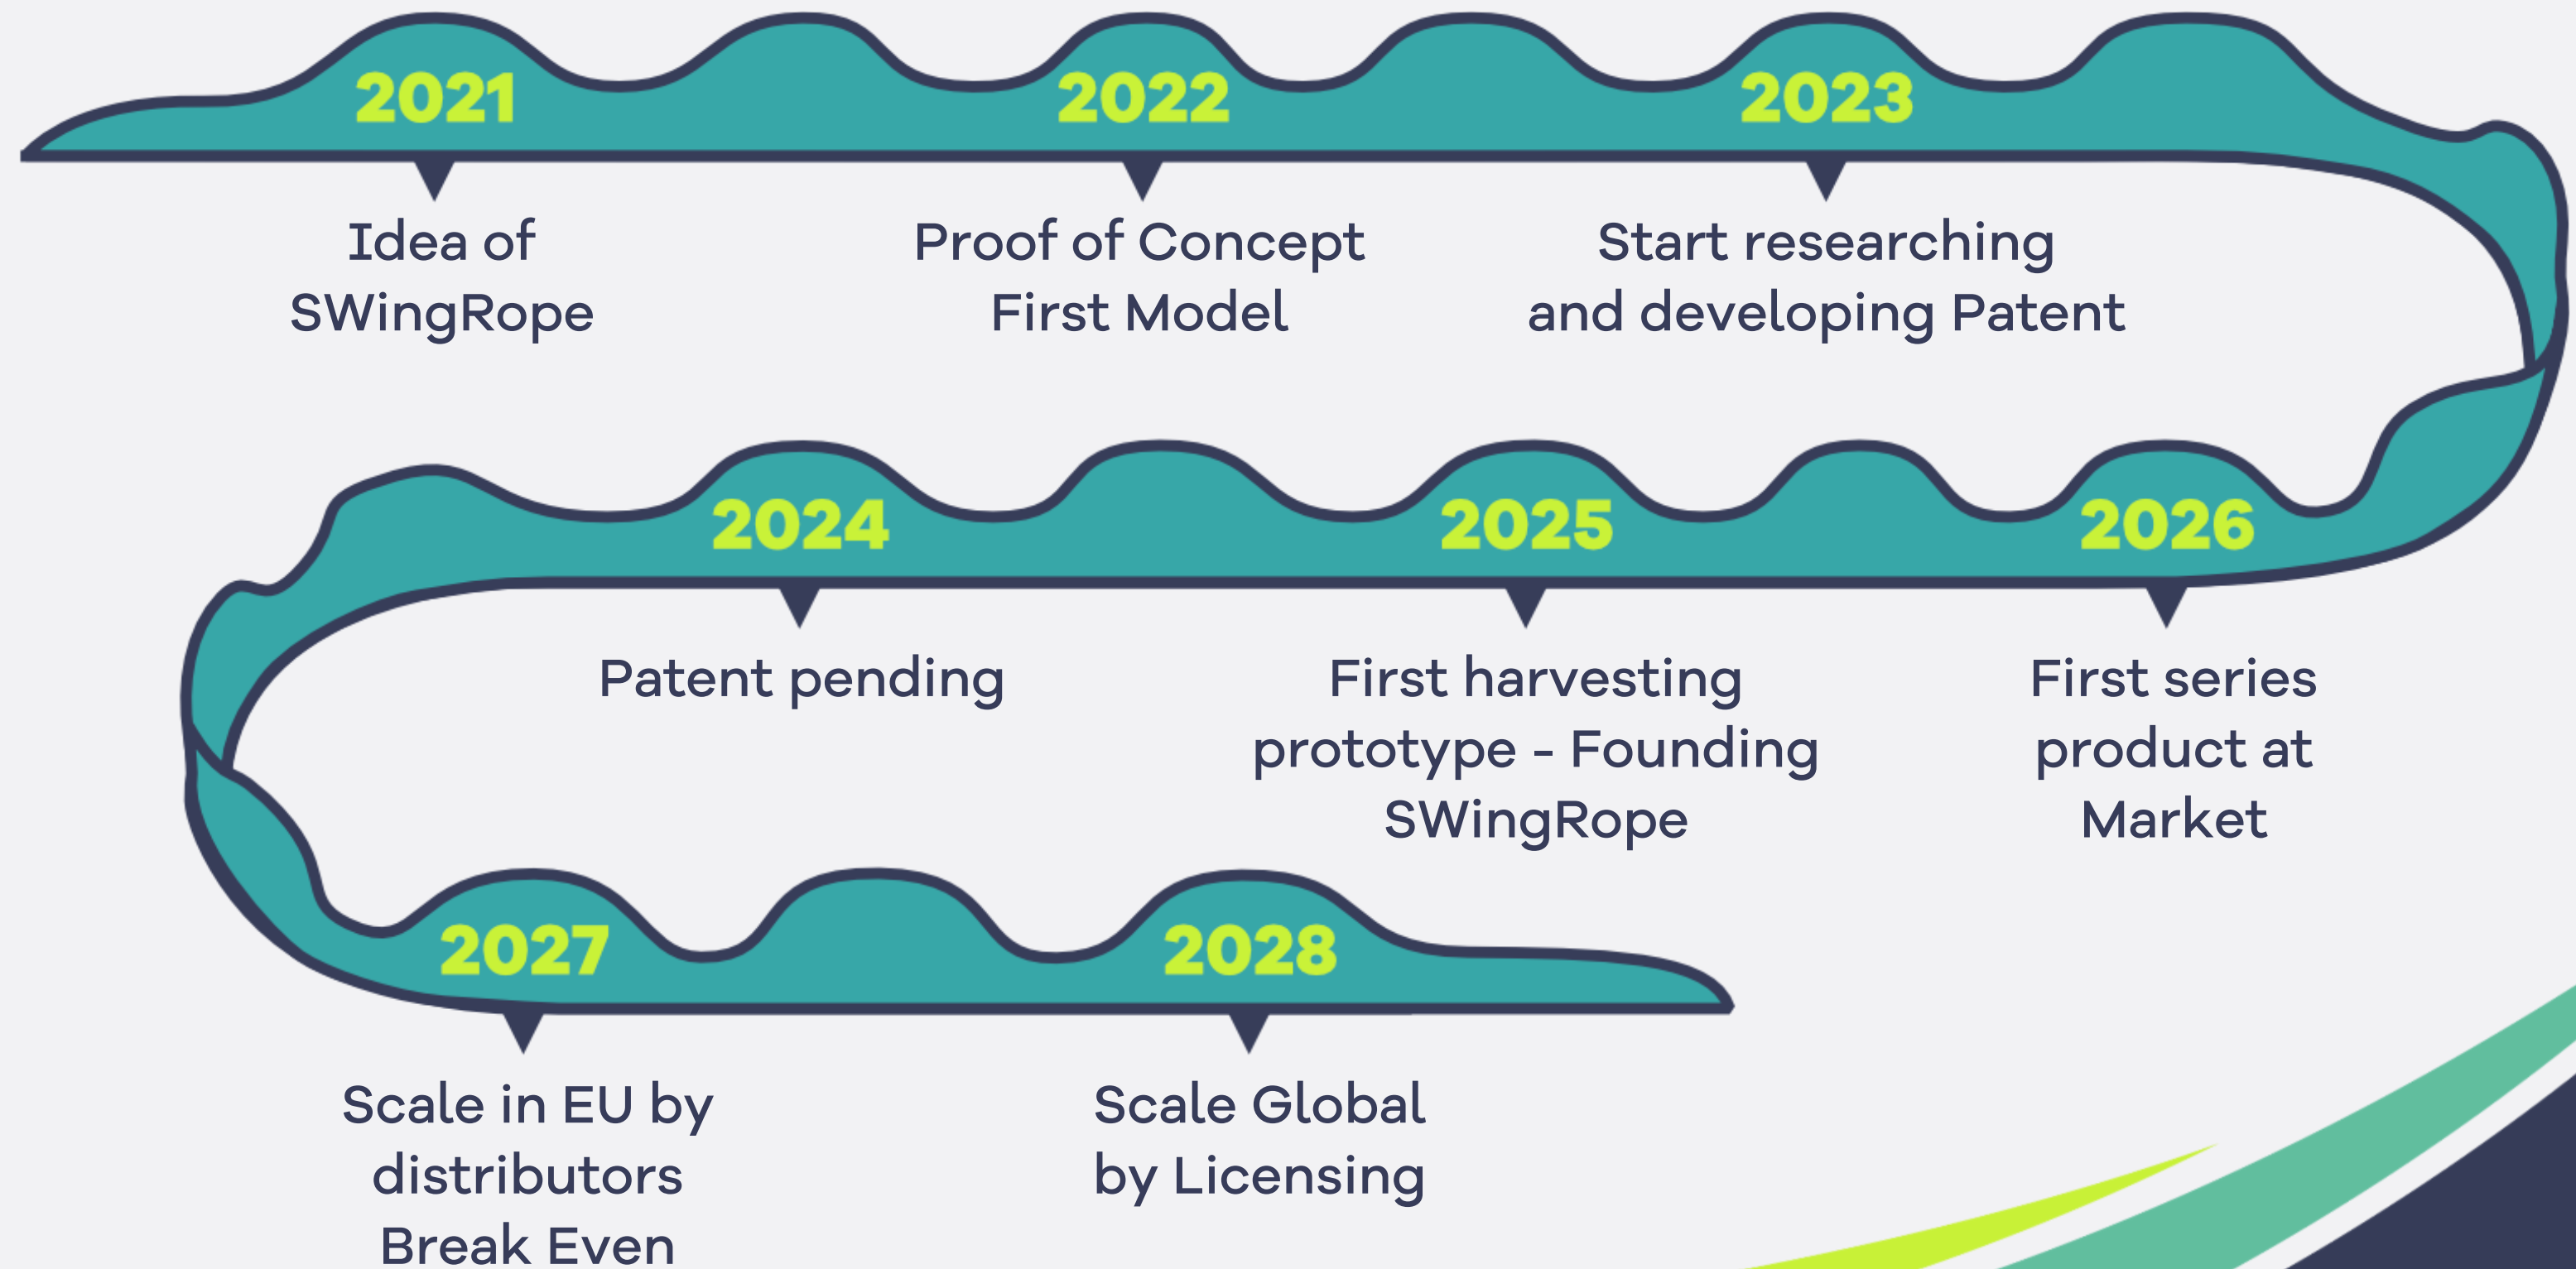 2021
2022
2023
Idea of
SWingRope
Proof of Concept
First Model
Start researching
and developing Patent
2024
2025
2026
Patent pending
First harvesting
prototype - Founding
SWingRope
First series
product at
Market
2027
2028
Scale in EU by
distributors
Break Even
Scale Global
by Licensing